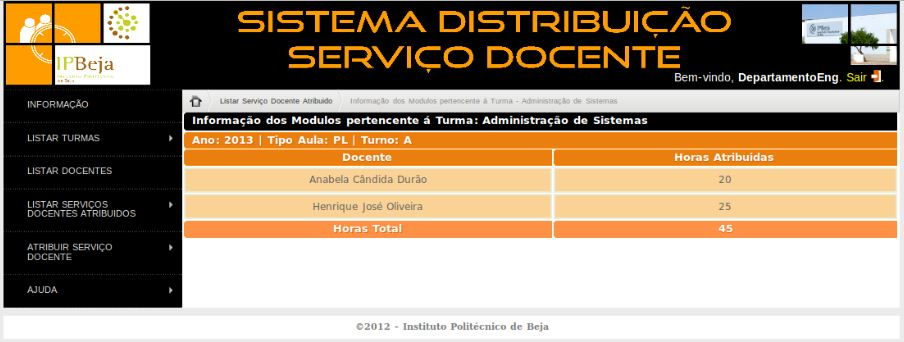 SISTEMA DISTRIBUIÇÃO
SERVIÇO DOCENTE
IPBeja
Bem-vindo, DepartamentoEng. Sair .
INFORMAÇÃO
LISTAR TURMAS
LISTAR DOCENTES
LISTAR SERVIÇOS
DOCENTES ATRIBUIDOS
ATRIBUIR SERVIÇO
DOCENTE
AJUDA
Listar Serviço Docente Atribuido Informação dos Modulos pertencente á Turma - Administração de Sistemas
Informação dos Modulos pertencente á Turma: Administração de Sistemas
Ano: 2013 | Tipo Aula: PL | Turno: A
Docente Horas Atribuidas
Anabela Cândida Durão 20
Henrique José Oliveira 25
Horas Total 45
©2012 - Instituto Politécnico de Beja